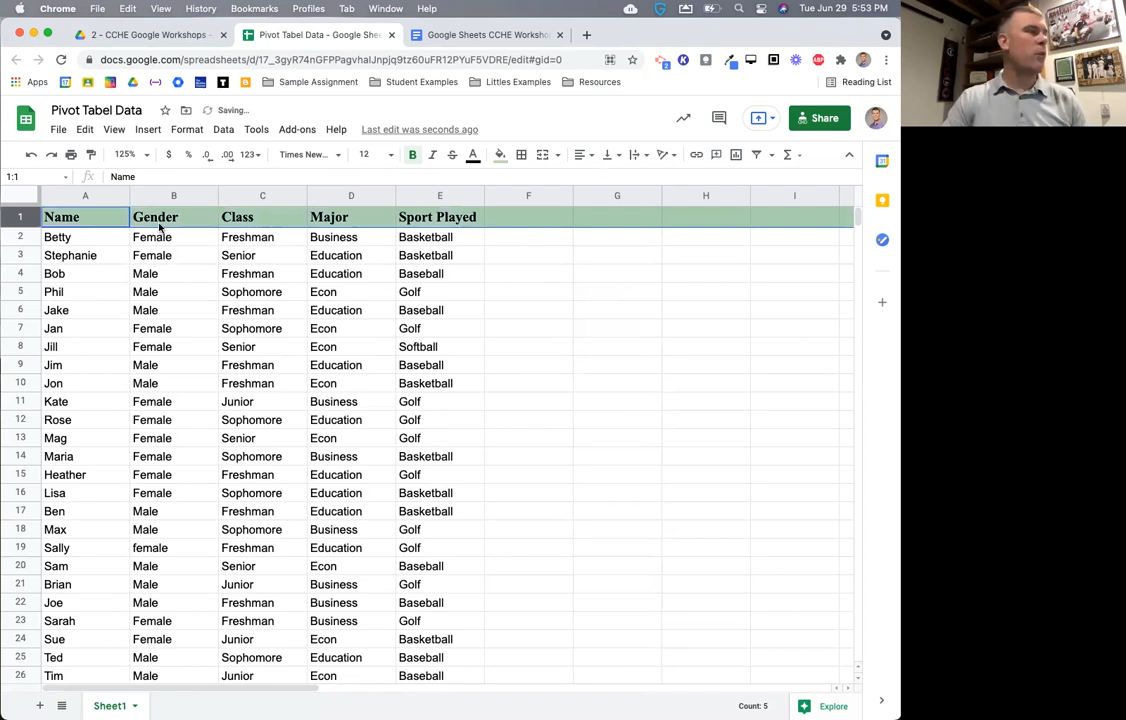 Chrome File Edit View History Bookmarks Profiles Tab Window Help Tue Jun 29 5:53 PM
2 - CCHE Google Workshops - Pivot Tabel Data - Google She CCHE Google Sheets CCHE Worksho
docs.google.com/spreadsheets/d/17_3gyR74nGFPPagvhalJnpjq9tz60uFR12PYuF5VDRE/edit#gid=0
Apps Sample Assignment Student Examples Littles Examples Resources Reading List
Pivot Tabel Data Saving...
File Edit View Insert Format Data Tools Add-ons Help Last edit was seconds ago Share
125% $ % .0 .00 123 Times New... 12 B I S A
1:1 fx Name
A B C D E F G H I
1 Name Gender Class Major Sport Played
2 Betty Female Freshman Business Basketball
3 Stephanie Female Senior Education Basketball
4 Bob Male Freshman Education Baseball
5 Phil Male Sophomore Econ Golf
6 Jake Male Freshman Education Baseball
7 Jan Female Sophomore Econ Golf
8 Jill Female Senior Econ Softball
9 Jim Male Freshman Education Baseball
10 Jon Male Freshman Econ Basketball
11 Kate Female Junior Business Golf
12 Rose Female Sophomore Education Golf
13 Mag Female Senior Econ Golf
14 Maria Female Sophomore Business Basketball
15 Heather Female Freshman Education Golf
16 Lisa Female Sophomore Education Basketball
17 Ben Male Freshman Education Basketball
18 Max Male Sophomore Business Golf
19 Sally female Freshman Education Golf
20 Sam Male Senior Econ Baseball
21 Brian Male Junior Business Golf
22 Joe Male Freshman Business Baseball
23 Sarah Female Freshman Business Golf
24 Sue Female Junior Econ Basketball
25 Ted Male Sophomore Education Baseball
26 Tim Male Junior Econ Baseball
Sheet1 Count: 5 Explore